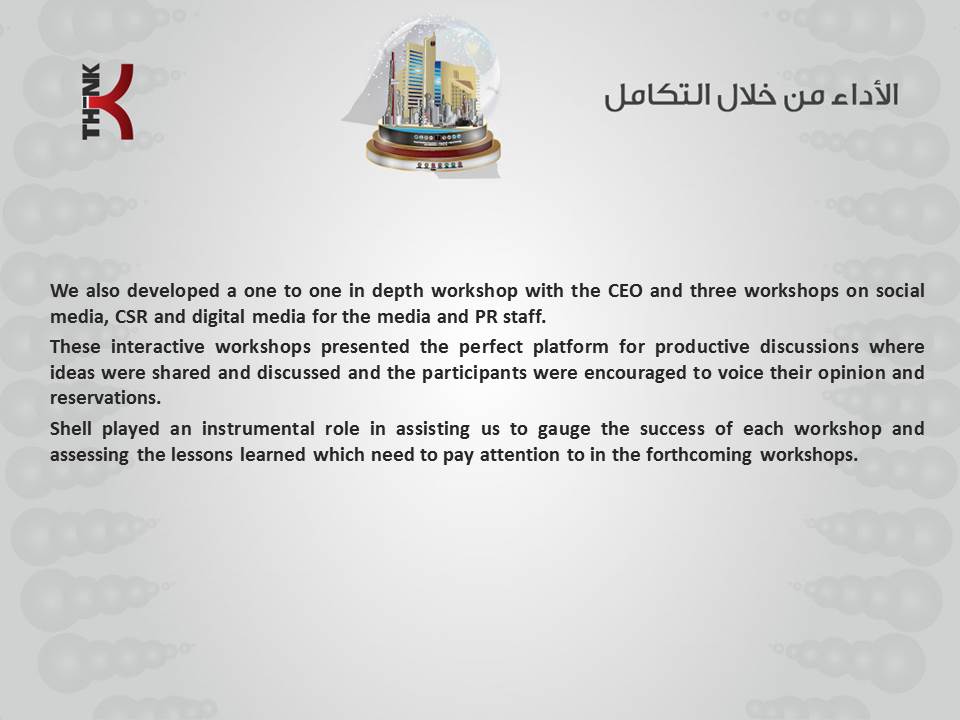 TH-NK
الأداء من خلال التكامل
We also developed a one to one in depth workshop with the CEO and three workshops on social
media, CSR and digital media for the media and PR staff.
These interactive workshops presented the perfect platform for productive discussions where
ideas were shared and discussed and the participants were encouraged to voice their opinion and
reservations.
Shell played an instrumental role in assisting us to gauge the success of each workshop and
assessing the lessons learned which need to pay attention to in the forthcoming workshops.